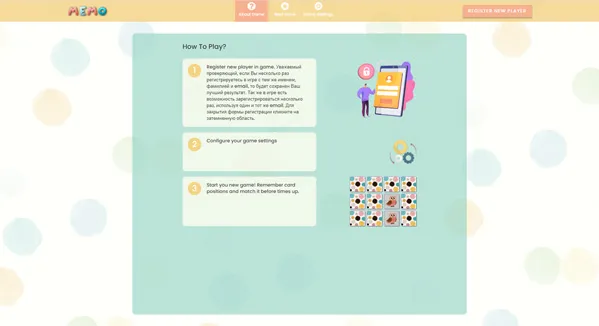 MEMO
About Game
Best Score
Game Settings
REGISTER NEW PLAYER
How To Play?
1
Register new player in game. Уважаемый
проверяющий, если Вы несколько раз
регистрируетесь в игре с тем же именем,
фамилией и email, то будет сохранен Ваш
лучший результат. Так же в игре есть
возможность зарегистрироваться несколько
раз, используя один и тот же email. Для
закрытия формы регистрации кликните на
затемненную область.
2
Configure your game settings
3
Start you new game! Remember card
positions and match it before times up.